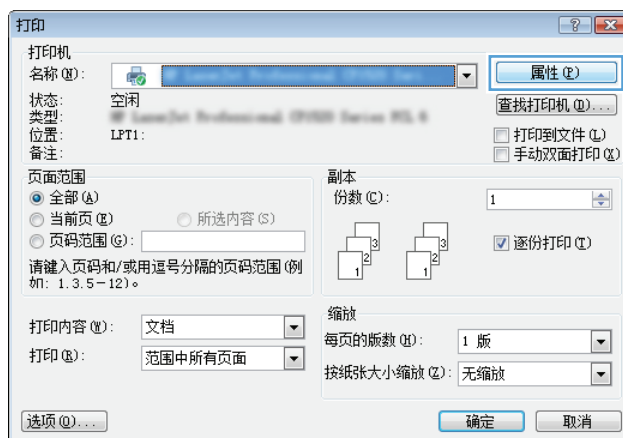 打印
打印机
名称(N):
属性(P)
状态: 空闲
查找打印机(D)...
类型:
位置: LPT1:
打印到文件(L)
备注:
手动双面打印(X)
页面范围
全部(A)
当前页(E) 所选内容(S)
页码范围(G):
请键入页码和/或用逗号分隔的页码范围(例
如: 1.3.5-12)。
副本
份数(C): 1
逐份打印(T)
1 2 3 1 2 3
打印内容(W): 文档
打印(R): 范围中所有页面
缩放
每页的版数(H): 1 版
按纸张大小缩放(Z): 无缩放
选项(O)...
确定 取消